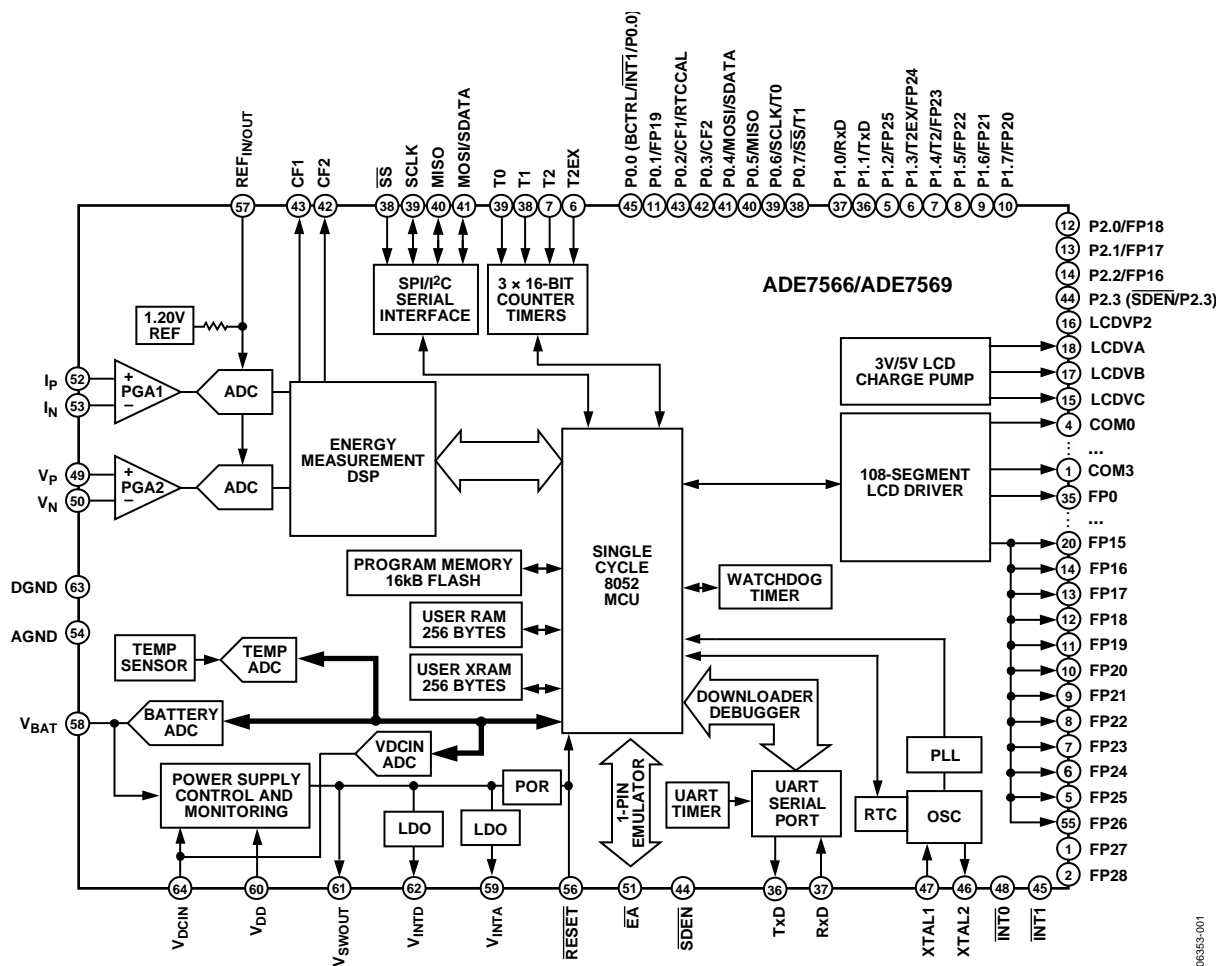 P0.0 (BCTRL/INT1/P0.0)
P0.1/FP19
P0.2/CF1/RTCCAL
P0.3/CF2
P0.4/MOSI/SDATA
P0.5/MISO
P0.6/SCLK/T0
P0.7/SS/T1
P1.0/RxD
P1.1/TxD
P1.2/FP25
P1.3/T2EX/FP24
P1.4/T2/FP23
P1.5/FP22
P1.6/FP21
P1.7/FP20
REFIN/OUT
CF1
CF2
SS
SCLK
MISO
MOSI/SDATA
T0
T1
T2
T2EX
57
43
42
38
39
40
41
39
38
7
6
45
11
43
42
41
40
39
38
37
36
5
6
7
8
9
10
12 P2.0/FP18
13 P2.1/FP17
14 P2.2/FP16
44 P2.3 (SDEN/P2.3)
16 LCDVP2
18 LCDVA
17 LCDVB
15 LCDVC
4 COM0
...
1 COM3
35 FP0
...
20 FP15
14 FP16
13 FP17
12 FP18
11 FP19
10 FP20
9 FP21
8 FP22
7 FP23
6 FP24
5 FP25
55 FP26
1 FP27
2 FP28
ADE7566/ADE7569
SPI/I2C
SERIAL
INTERFACE
3 × 16-BIT
COUNTER
TIMERS
1.20V
REF
3V/5V LCD
CHARGE PUMP
IP 52
IN 53
+
PGA1
−
ADC
VP 49
VN 50
+
PGA2
−
ADC
ENERGY
MEASUREMENT
DSP
108-SEGMENT
LCD DRIVER
SINGLE
CYCLE
8052
MCU
PROGRAM MEMORY
16kB FLASH
WATCHDOG
TIMER
USER RAM
256 BYTES
USER XRAM
256 BYTES
DGND 63
AGND 54
TEMP
SENSOR
TEMP
ADC
VBAT 58
BATTERY
ADC
VDCIN
ADC
DOWNLOADER
DEBUGGER
POWER SUPPLY
CONTROL AND
MONITORING
POR
LDO
LDO
1-PIN
EMULATOR
UART
TIMER
UART
SERIAL
PORT
PLL
RTC
OSC
64
60
61
62
59
56
51
44
36
37
47
46
48
45
VDCIN
VDD
VSWOUT
VINTD
VINTA
RESET
EA
SDEN
TxD
RxD
XTAL1
XTAL2
INT0
INT1
06353-001